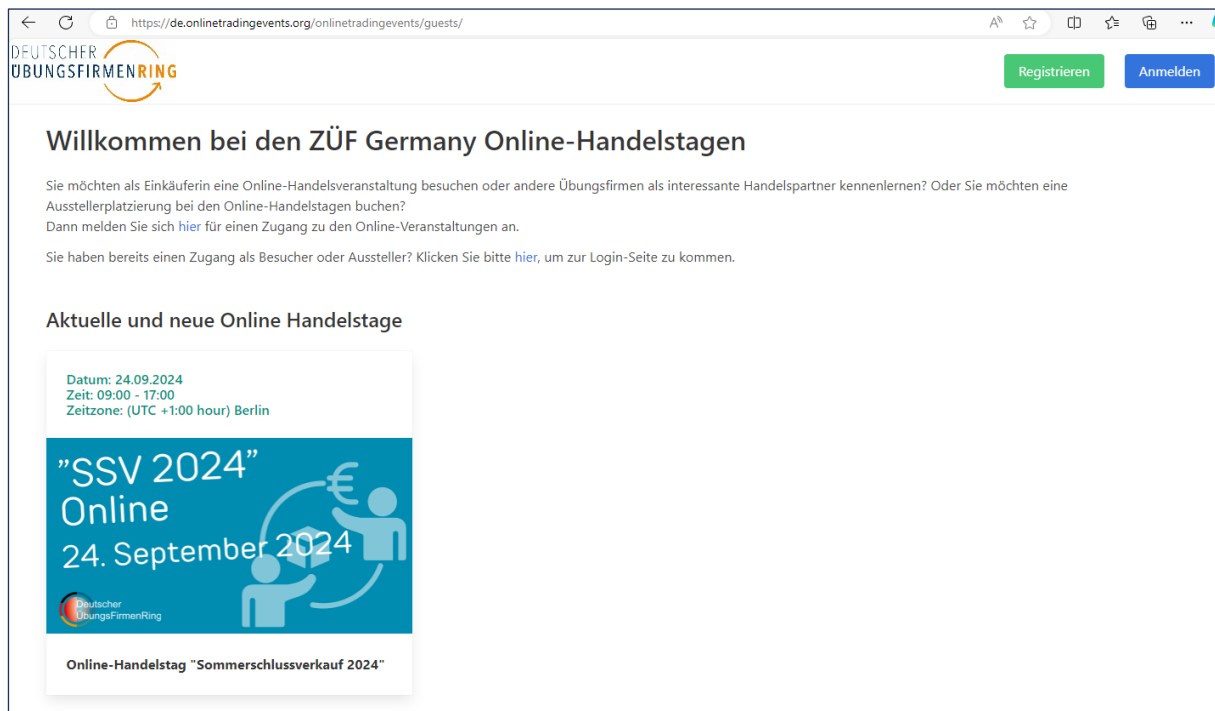 https://de.onlinetradingevents.org/onlinetradingevents/guests/
DEUTSCHER
ÜBUNGSFIRMENRING
Registrieren
Anmelden
Willkommen bei den ZÜF Germany Online-Handelstagen
Sie möchten als Einkäuferin eine Online-Handelsveranstaltung besuchen oder andere Übungsfirmen als interessante Handelspartner kennenlernen? Oder Sie möchten eine
Ausstellerplatzierung bei den Online-Handelstagen buchen?
Dann melden Sie sich hier für einen Zugang zu den Online-Veranstaltungen an.
Sie haben bereits einen Zugang als Besucher oder Aussteller? Klicken Sie bitte hier, um zur Login-Seite zu kommen.
Aktuelle und neue Online Handelstage
Datum: 24.09.2024
Zeit: 09:00 - 17:00
Zeitzone: (UTC +1:00 hour) Berlin
"SSV 2024"
Online
24. September 2024
Deutscher
ÜbungsFirmenRing
Online-Handelstag "Sommerschlussverkauf 2024"